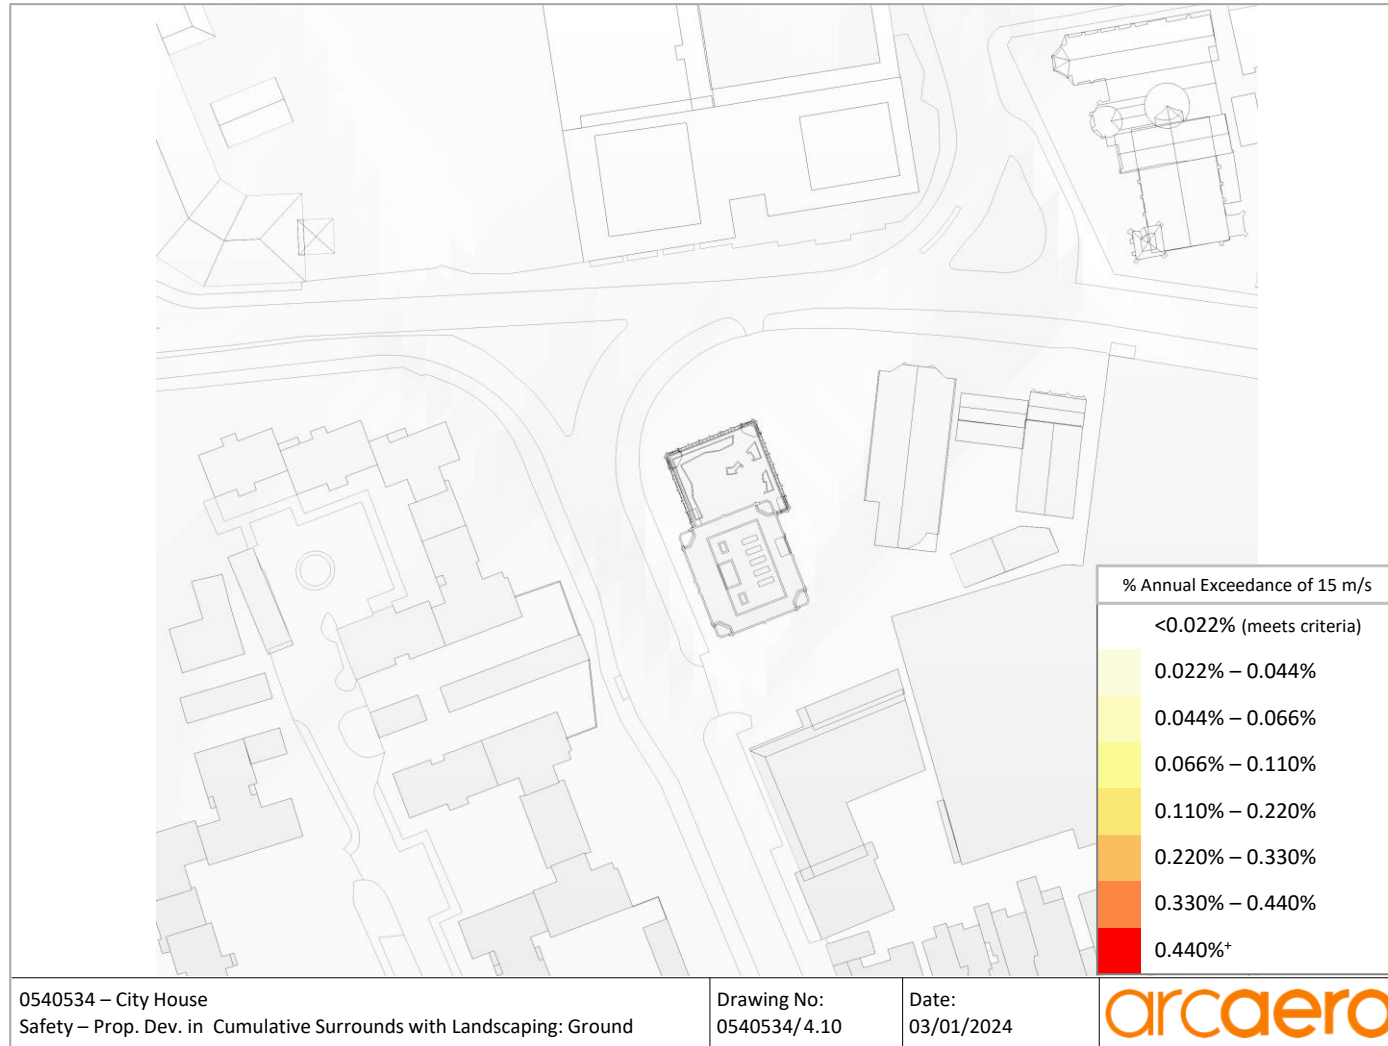 % Annual Exceedance of 15 m/s
<0.022% (meets criteria)
0.022% – 0.044%
0.044% – 0.066%
0.066% – 0.110%
0.110% – 0.220%
0.220% – 0.330%
0.330% – 0.440%
0.440%+
0540534 – City House
Safety – Prop. Dev. in  Cumulative Surrounds with Landscaping: Ground
Drawing No:
0540534/4.10
Date:
03/01/2024
arcaero